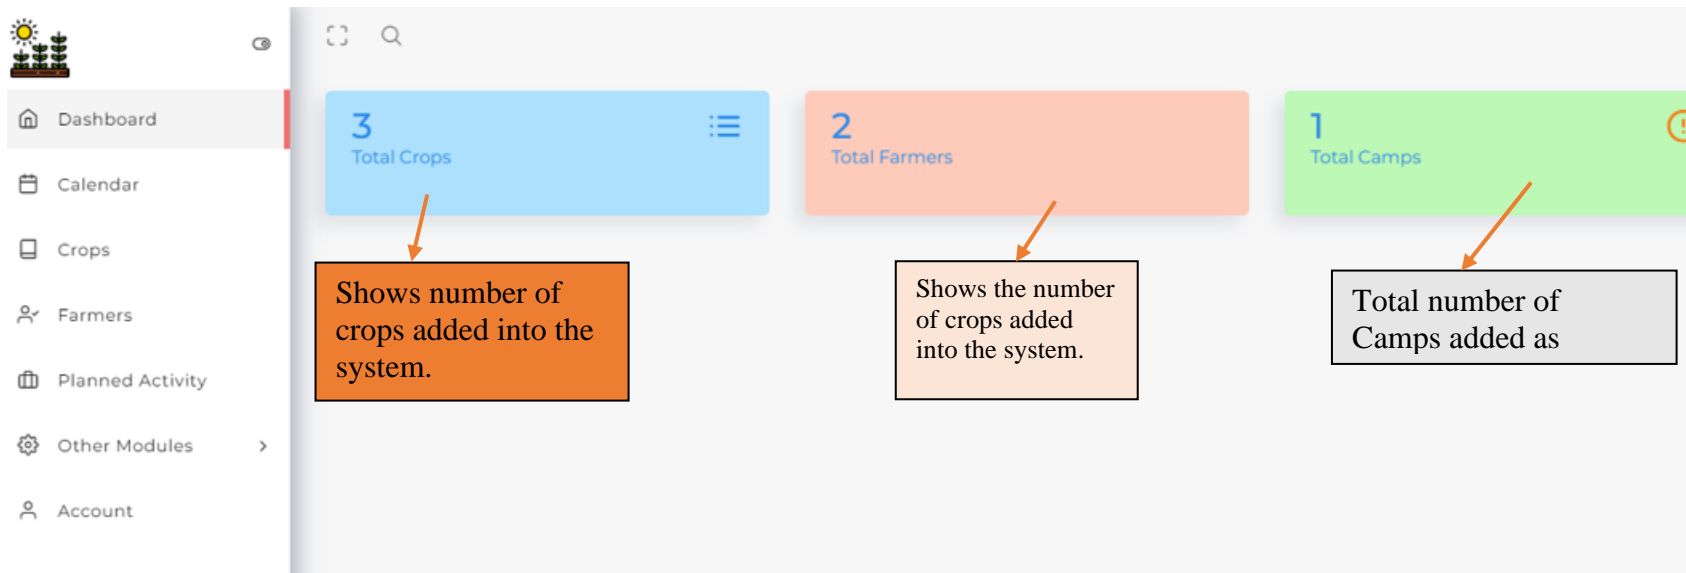 Dashboard
Calendar
Crops
Farmers
Planned Activity
Other Modules
Account
3
Total Crops
2
Total Farmers
1
Total Camps
Shows number of
crops added into the
system.
Shows the number
of crops added
into the system.
Total number of
Camps added as